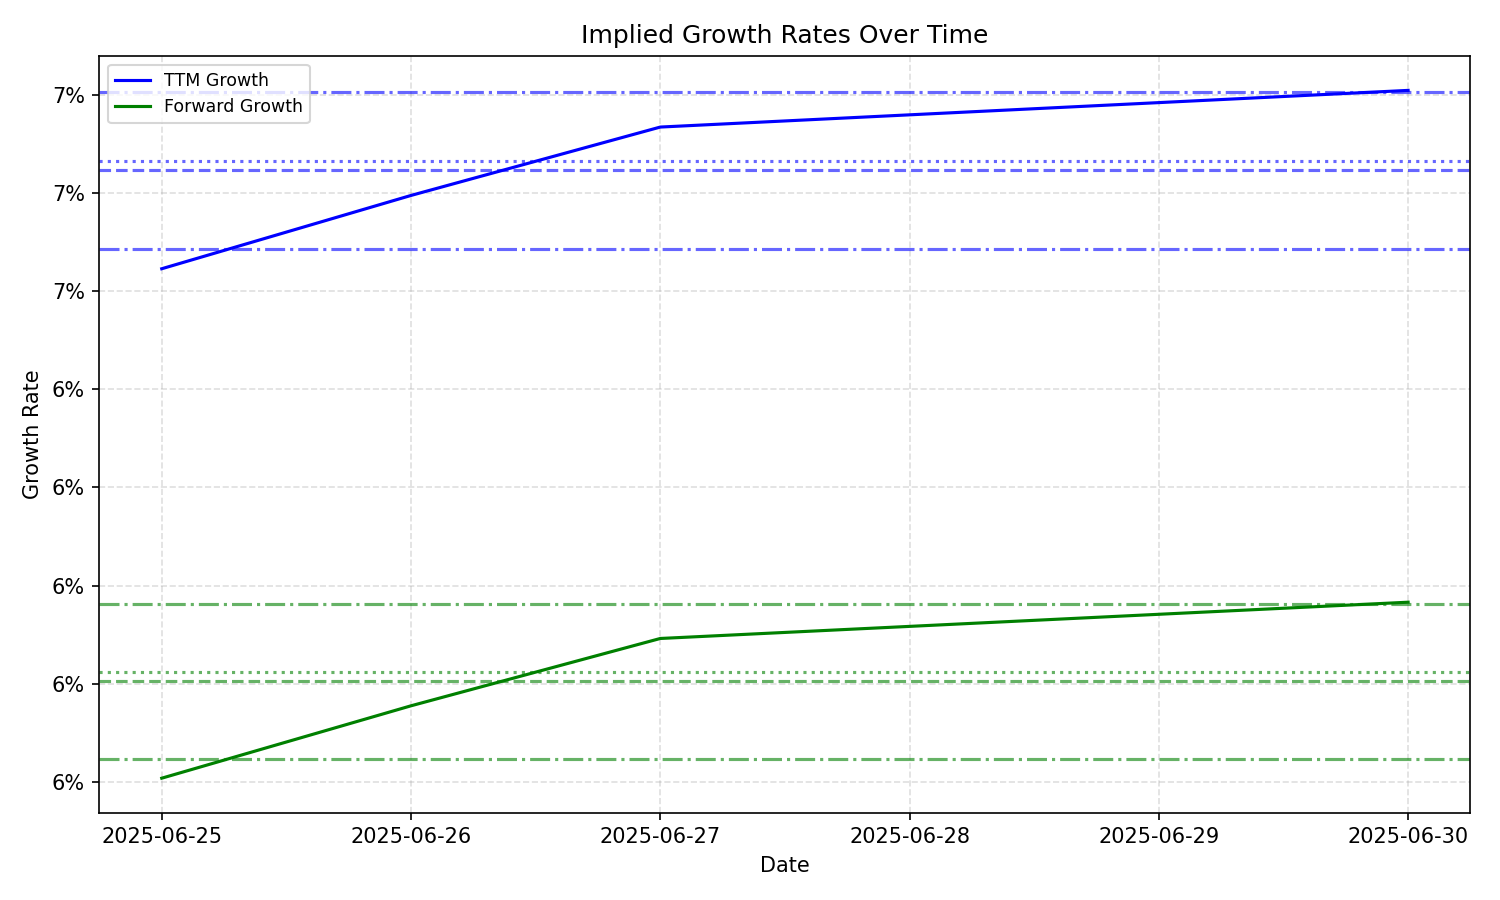 Implied Growth Rates Over Time
TTM Growth
Forward Growth
7%
7%
7%
6%
6%
6%
6%
6%
Growth Rate
2025-06-25
2025-06-26
2025-06-27
2025-06-28
2025-06-29
2025-06-30
Date